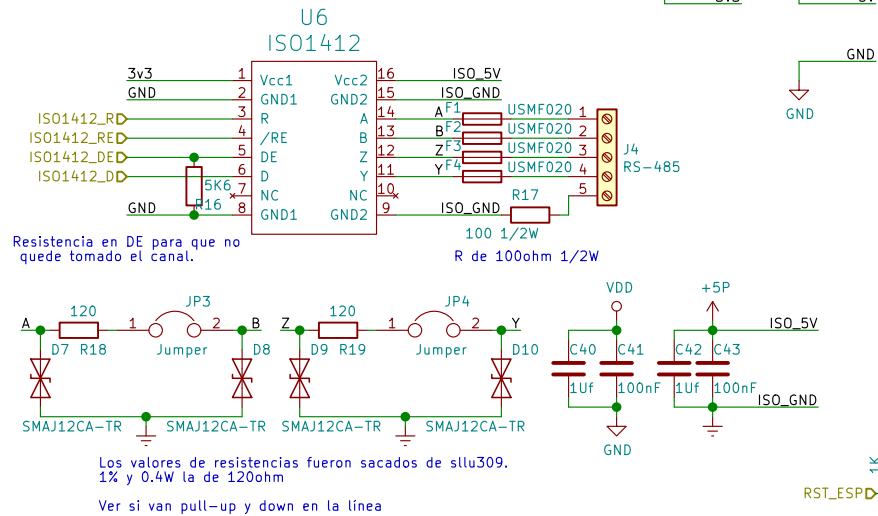 3v3
5V
U6
ISO1412
3v3 1 Vcc1 Vcc2 16 ISO_5V
GND 2 GND1 GND2 15 ISO_GND
ISO1412_R 3 R A 14 A F1 USMF020 1
ISO1412_RE 4 /RE B 13 B F2 USMF020 2
ISO1412_DE 5 DE Z 12 Z F3 USMF020 3
ISO1412_D 6 D Y 11 Y F4 USMF020 4
7 NC NC 10 5
GND 8 GND1 GND2 9 ISO_GND
5K6
R16
R17
100 1/2W
J4
RS-485
GND
GND
Resistencia en DE para que no
quede tomado el canal.
R de 100ohm 1/2W
A 120 1 JP3 2 B
D7 R18 Jumper D8
SMAJ12CA-TR SMAJ12CA-TR
Z 120 1 JP4 2 Y
D9 R19 Jumper D10
SMAJ12CA-TR SMAJ12CA-TR
VDD
C40 C41
1Uf 100nF
GND
+5P
ISO_5V
C42 C43
1Uf 100nF
ISO_GND
Los valores de resistencias fueron sacados de sllu309.
1% y 0.4W la de 120ohm
Ver si van pull-up y down en la línea
1K
RST_ESP